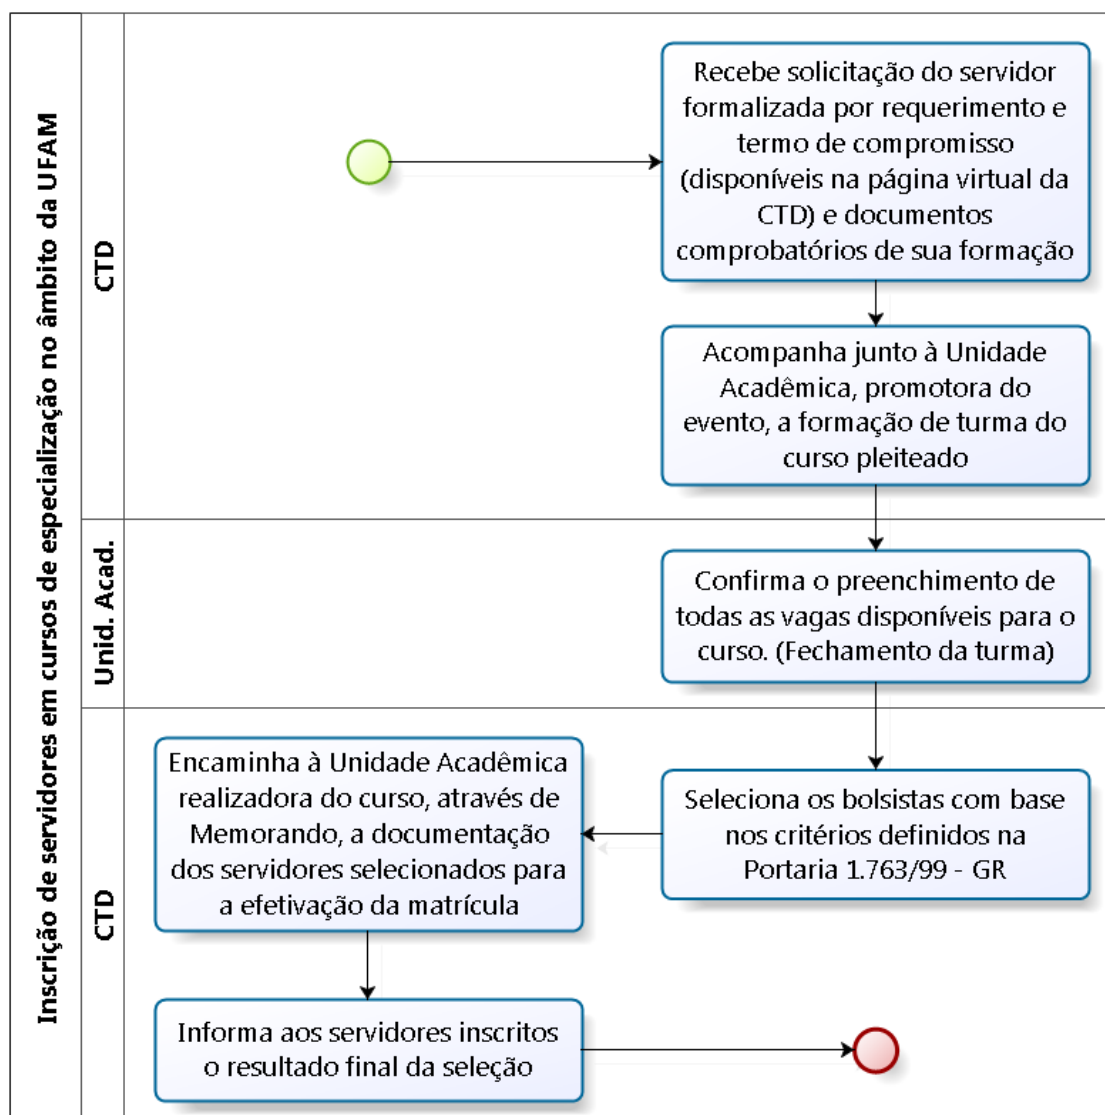 Inscrição de servidores em cursos de especialização no âmbito da UFAM
CTD
Recebe solicitação do servidor
formalizada por requerimento e
termo de compromisso
(disponíveis na página virtual da
CTD) e documentos
comprobatórios de sua formação
Acompanha junto à Unidade
Acadêmica, promotora do
evento, a formação de turma do
curso pleiteado
Unid. Acad.
Confirma o preenchimento de
todas as vagas disponíveis para o
curso. (Fechamento da turma)
CTD
Seleciona os bolsistas com base
nos critérios definidos na
Portaria 1.763/99 - GR
Encaminha à Unidade Acadêmica
realizadora do curso, através de
Memorando, a documentação
dos servidores selecionados para
a efetivação da matrícula
Informa aos servidores inscritos
o resultado final da seleção